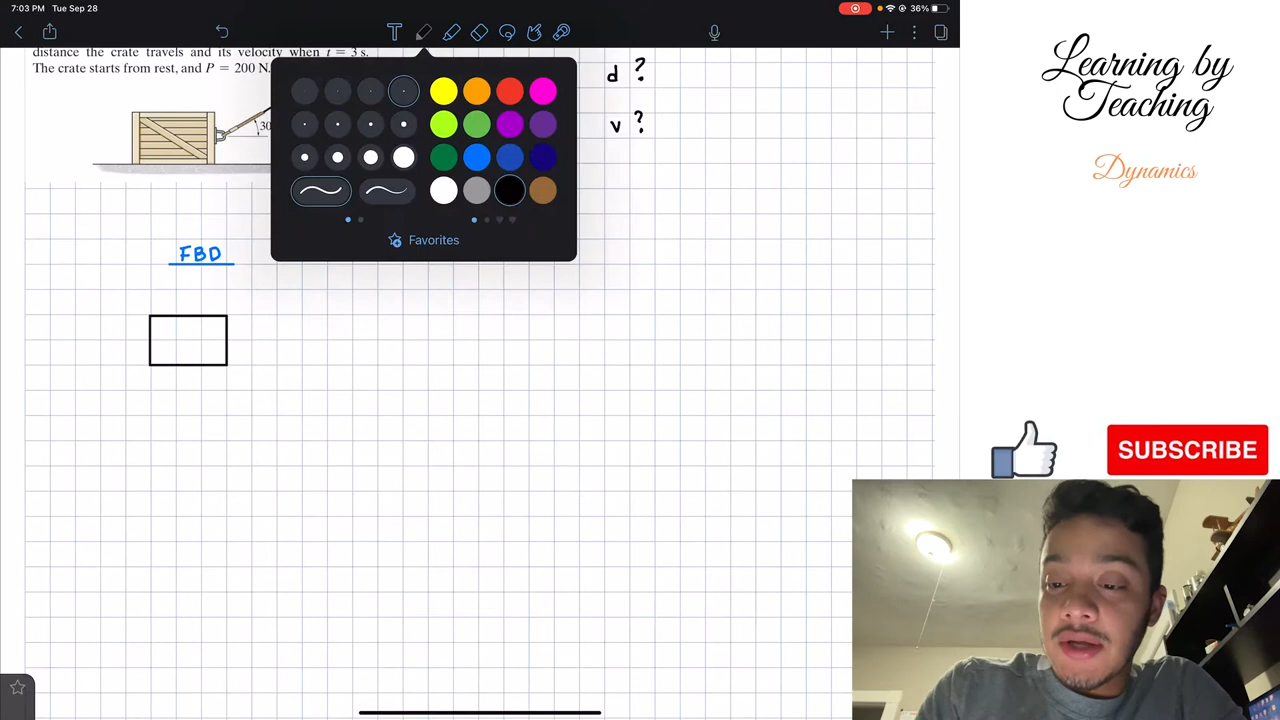 7:03 PM Tue Sep 28
36%
distance the crate travels and its velocity when t = 3 s.
The crate starts from rest, and P = 200 N.
30
d ?
v ?
FBD
Favorites
Learning by
Teaching
Dynamics
SUBSCRIBE